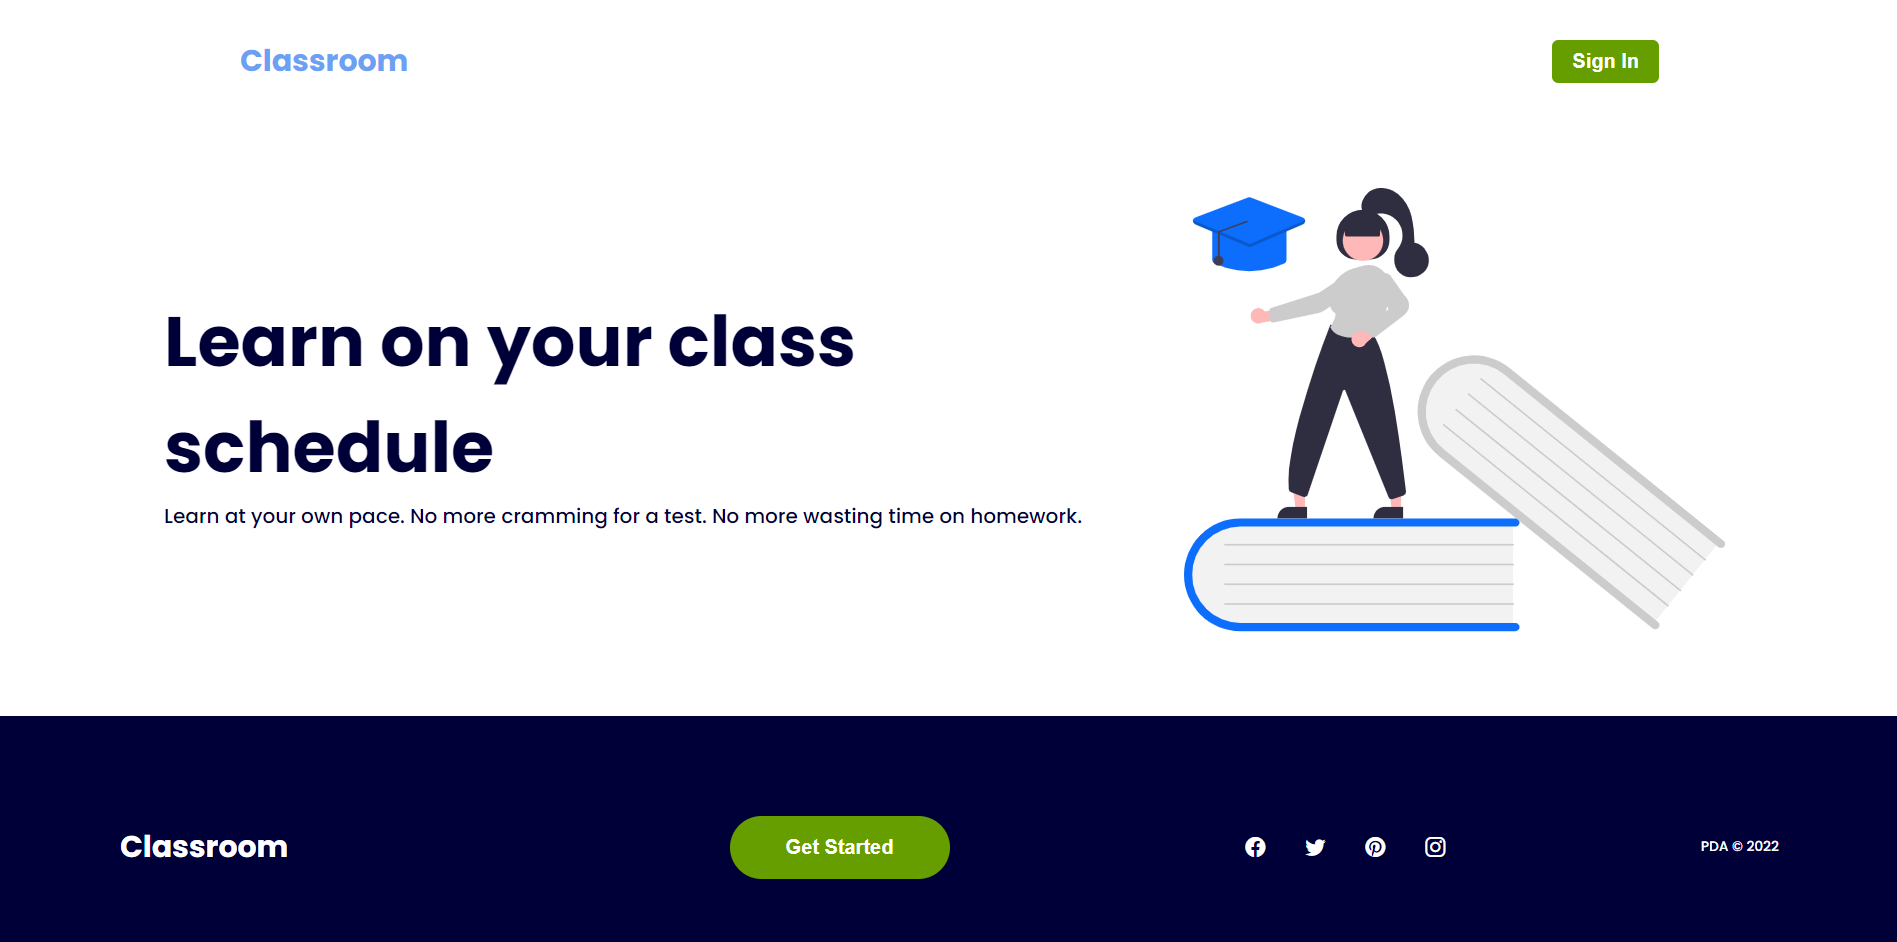 Classroom
Sign In
Learn on your class
schedule
Learn at your own pace. No more cramming for a test. No more wasting time on homework.
Classroom
Get Started
PDA © 2022